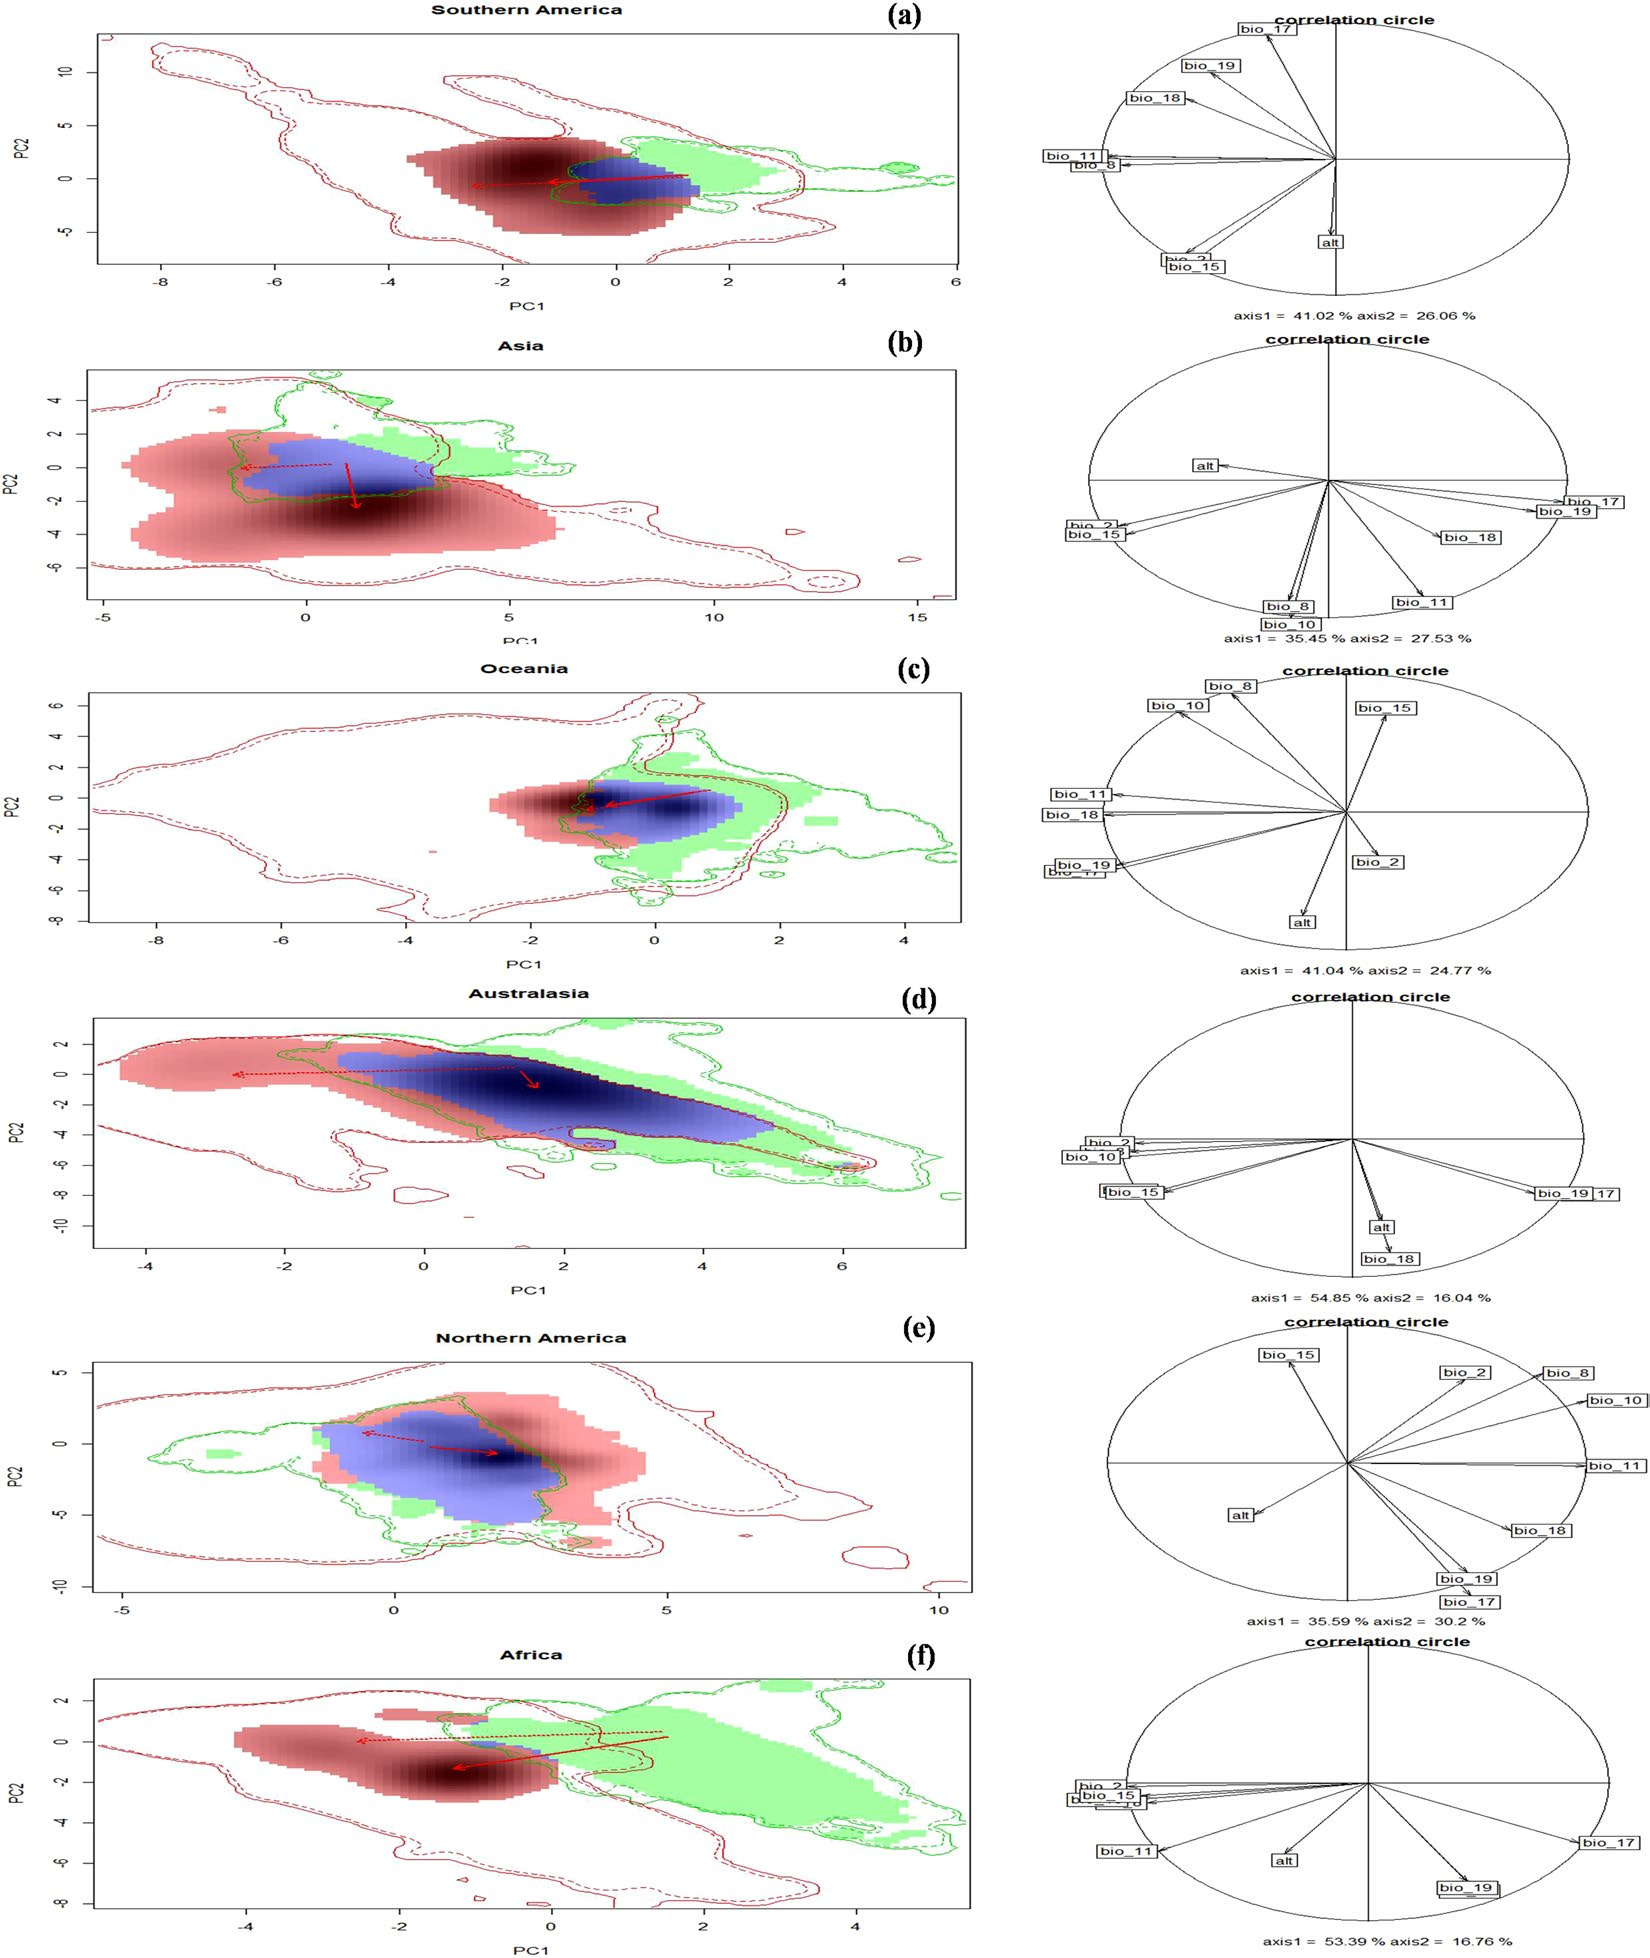 Southern America
(a)
PC2
10
5
0
-5
-8
-6
-4
-2
0
2
4
6
PC1
correlation circle
bio_17
bio_19
bio_18
bio_11
bio_8
bio_2
bio_15
alt
axis1 = 41.02 % axis2 = 26.06 %
Asia
(b)
PC2
4
2
0
-2
-4
-6
-5
0
5
10
15
PC1
correlation circle
alt
bio_17
bio_19
bio_2
bio_15
bio_18
bio_8
bio_11
bio_10
axis1 = 35.45 % axis2 = 27.53 %
Oceania
(c)
PC2
6
4
2
0
-2
-4
-6
-8
-8
-6
-4
-2
0
2
4
PC1
correlation circle
bio_8
bio_10
bio_15
bio_11
bio_18
bio_19
bio_17
bio_2
alt
axis1 = 41.04 % axis2 = 24.77 %
Australasia
(d)
PC2
2
0
-2
-4
-6
-8
-10
-4
-2
0
2
4
6
PC1
correlation circle
bio_2
bio_10
bio_15
bio_19
17
alt
bio_18
axis1 = 54.85 % axis2 = 16.04 %
Northern America
(e)
PC2
5
0
-5
-10
-5
0
5
10
correlation circle
bio_15
bio_2
bio_8
bio_10
bio_11
alt
bio_18
bio_19
bio_17
axis1 = 35.59 % axis2 = 30.2 %
Africa
(f)
PC2
2
0
-2
-4
-6
-8
-4
-2
0
2
4
PC1
correlation circle
bio_2
bio_15
bio_11
alt
bio_17
bio_19
axis1 = 53.39 % axis2 = 16.76 %